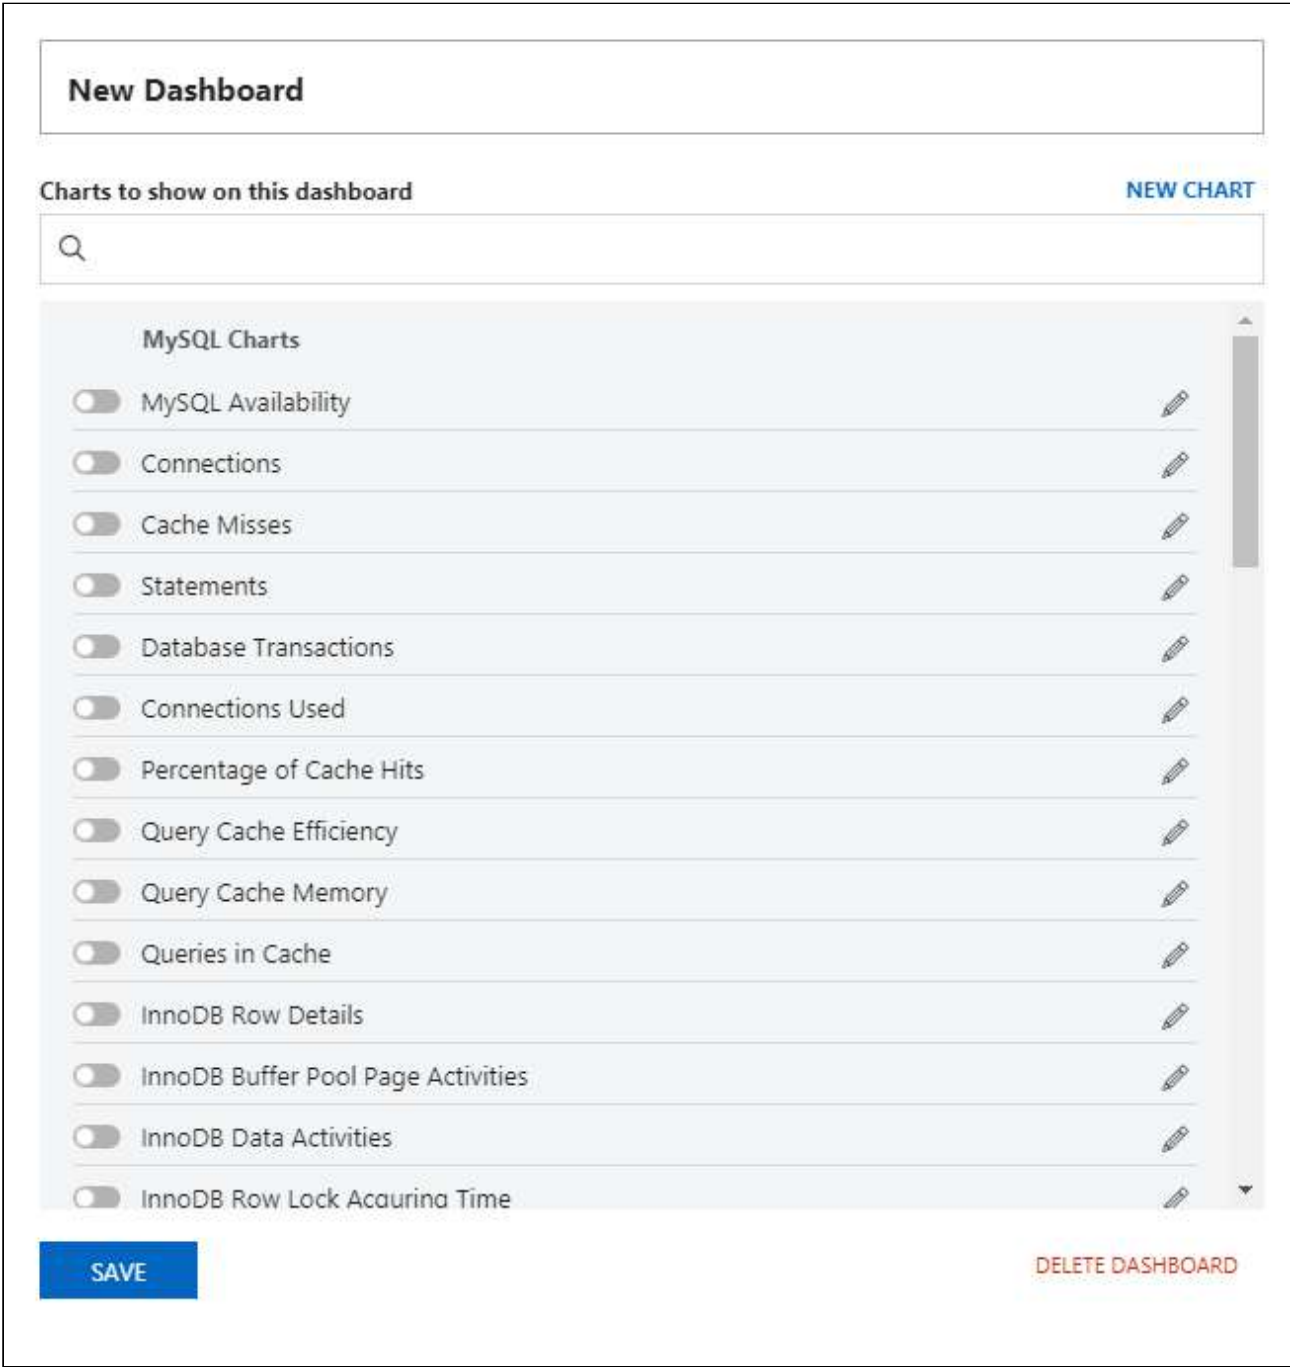 New Dashboard
Charts to show on this dashboard NEW CHART
MySQL Charts
MySQL Availability
Connections
Cache Misses
Statements
Database Transactions
Connections Used
Percentage of Cache Hits
Query Cache Efficiency
Query Cache Memory
Queries in Cache
InnoDB Row Details
InnoDB Buffer Pool Page Activities
InnoDB Data Activities
InnoDB Row Lock Acquring Time
SAVE DELETE DASHBOARD